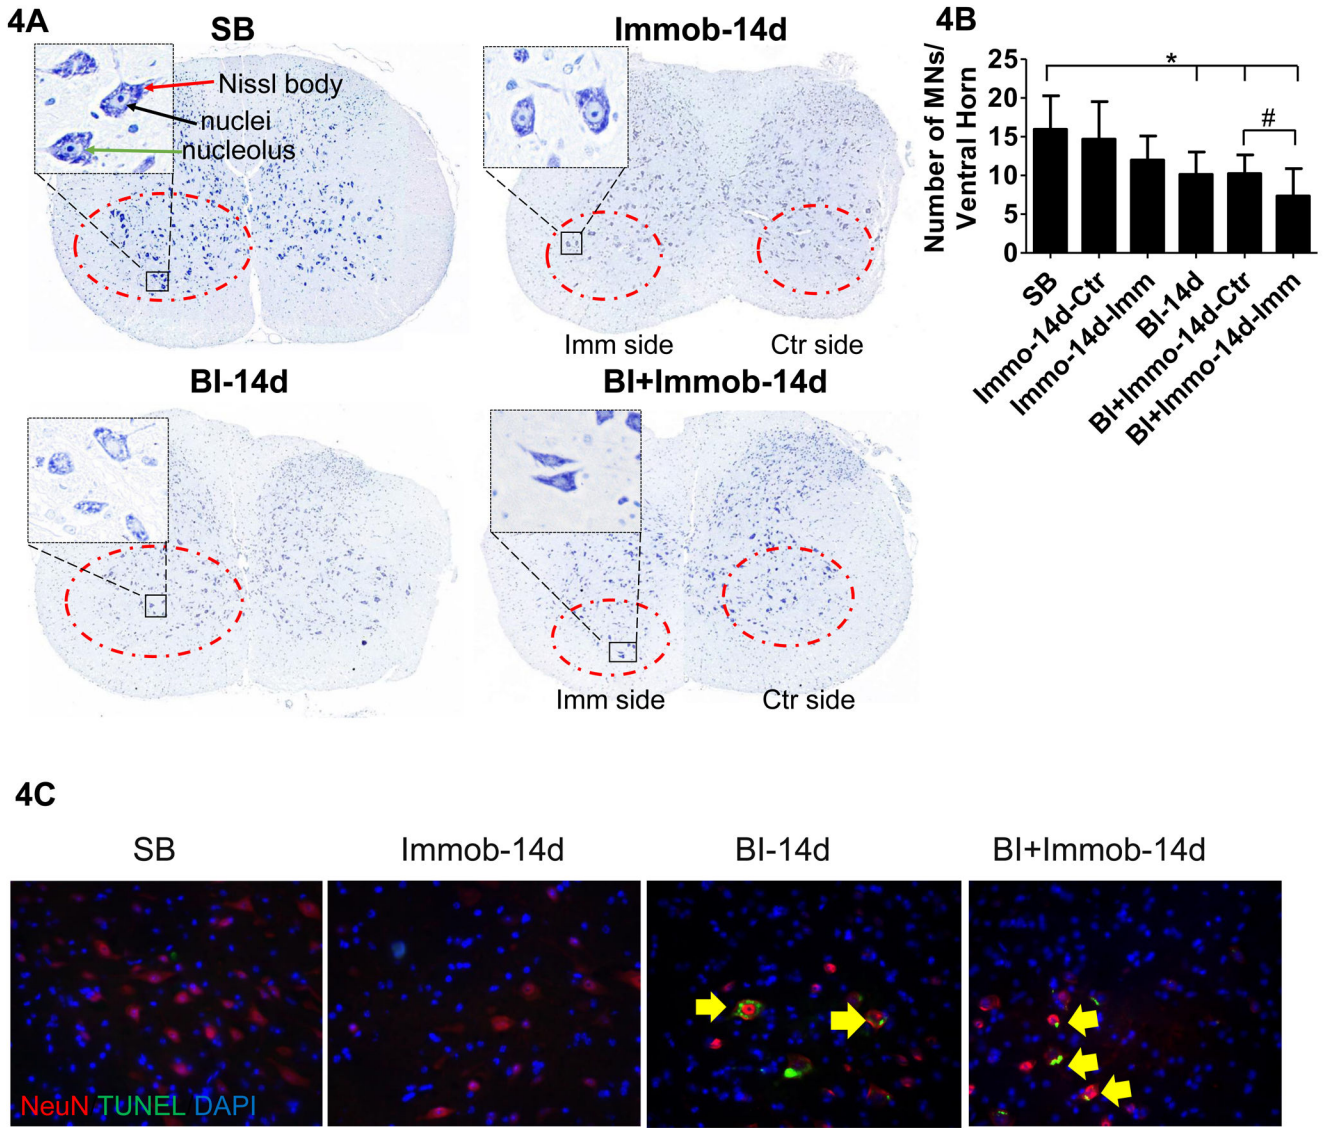 4A
SB
Nissl body
nuclei
nucleolus
Immob-14d
Imm side
Ctr side
BI-14d
BI+Immob-14d
Imm side
Ctr side
4B
Number of MNs/
Ventral Horn
25
20
15
10
5
0
*
#
SB
Immo-14d-Ctr
Immo-14d-Imm
BI-14d
BI+Immo-14d-Ctr
BI+Immo-14d-Imm
4C
SB
Immob-14d
BI-14d
BI+Immob-14d
NeuN TUNEL DAPI